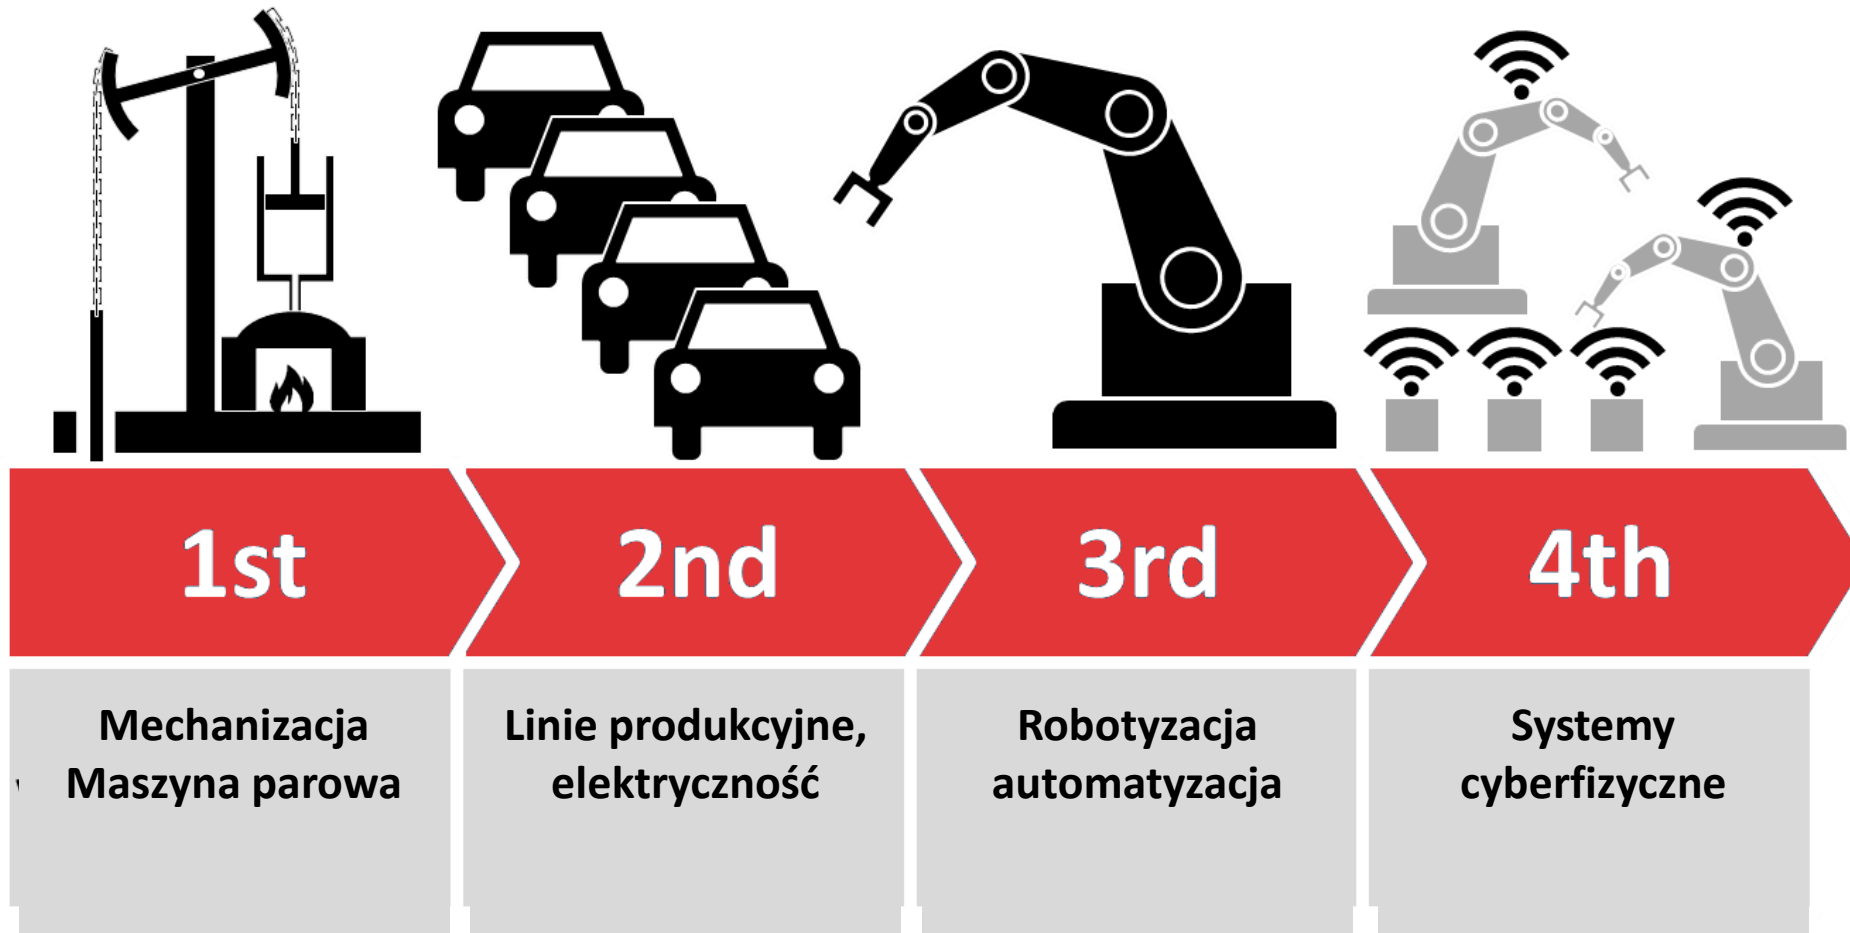 1st
2nd
3rd
4th
Mechanizacja
Maszyna parowa
Linie produkcyjne,
elektryczność
Robotyzacja
automatyzacja
Systemy
cyberfizyczne